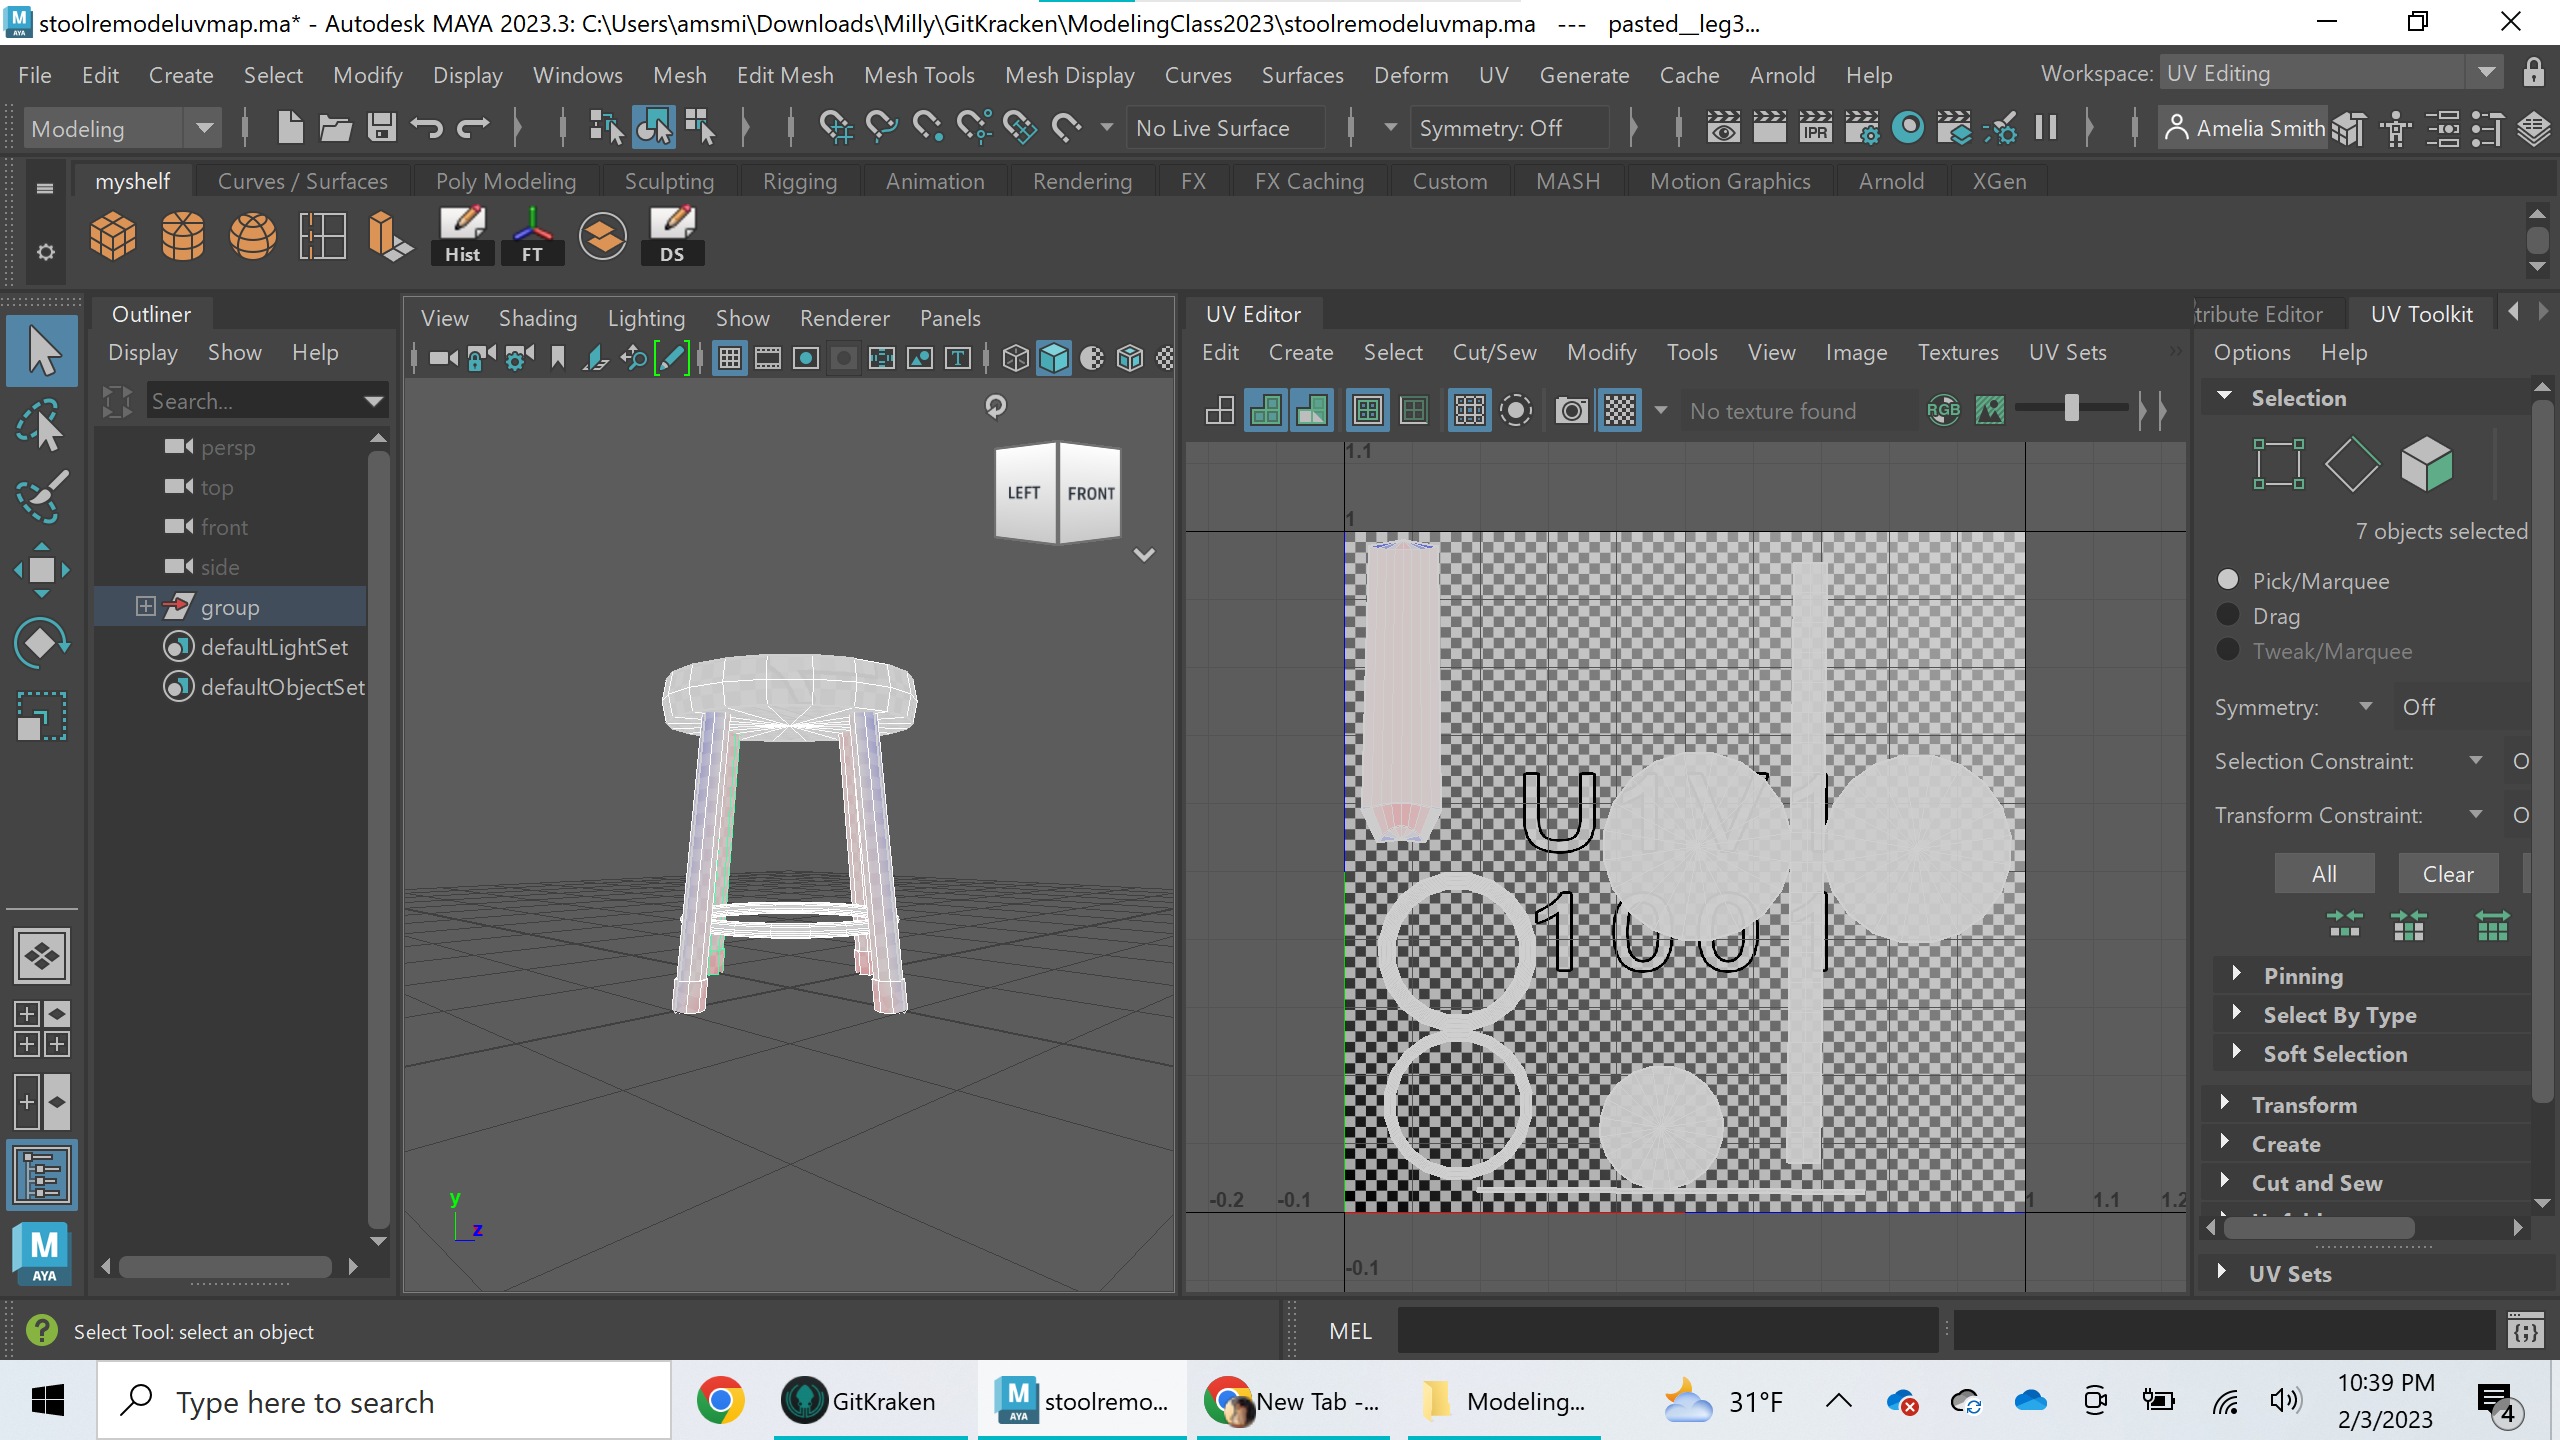 stoolremodeluvmap.ma* - Autodesk MAYA 2023.3: C:\Users\amsmi\Downloads\Milly\GitKracken\ModelingClass2023\stoolremodeluvmap.ma --- pasted__leg3...
File Edit Create Select Modify Display Windows Mesh Edit Mesh Mesh Tools Mesh Display Curves Surfaces Deform UV Generate Cache Arnold Help Workspace: UV Editing
Modeling No Live Surface Symmetry: Off IPR Amelia Smith
myshelf Curves / Surfaces Poly Modeling Sculpting Rigging Animation Rendering FX FX Caching Custom MASH Motion Graphics Arnold XGen
Hist FT DS
Outliner
Display Show Help
Search...
persp
top
front
side
group
defaultLightSet
defaultObjectSet
View Shading Lighting Show Renderer Panels
LEFT FRONT
y
z
UV Editor
Edit Create Select Cut/Sew Modify Tools View Image Textures UV Sets
No texture found RGB
1.1
1
U1V1
1001
-0.2 -0.1 1 1.1 1.2
-0.1
tribute Editor UV Toolkit
Options Help
Selection
7 objects selected
Pick/Marquee
Drag
Tweak/Marquee
Symmetry: Off
Selection Constraint: O
Transform Constraint: O
All Clear
Pinning
Select By Type
Soft Selection
Transform
Create
Cut and Sew
UV Sets
M
AYA
Select Tool: select an object MEL
Type here to search GitKraken stoolremo... New Tab -... Modeling... 31°F 10:39 PM
2/3/2023
4